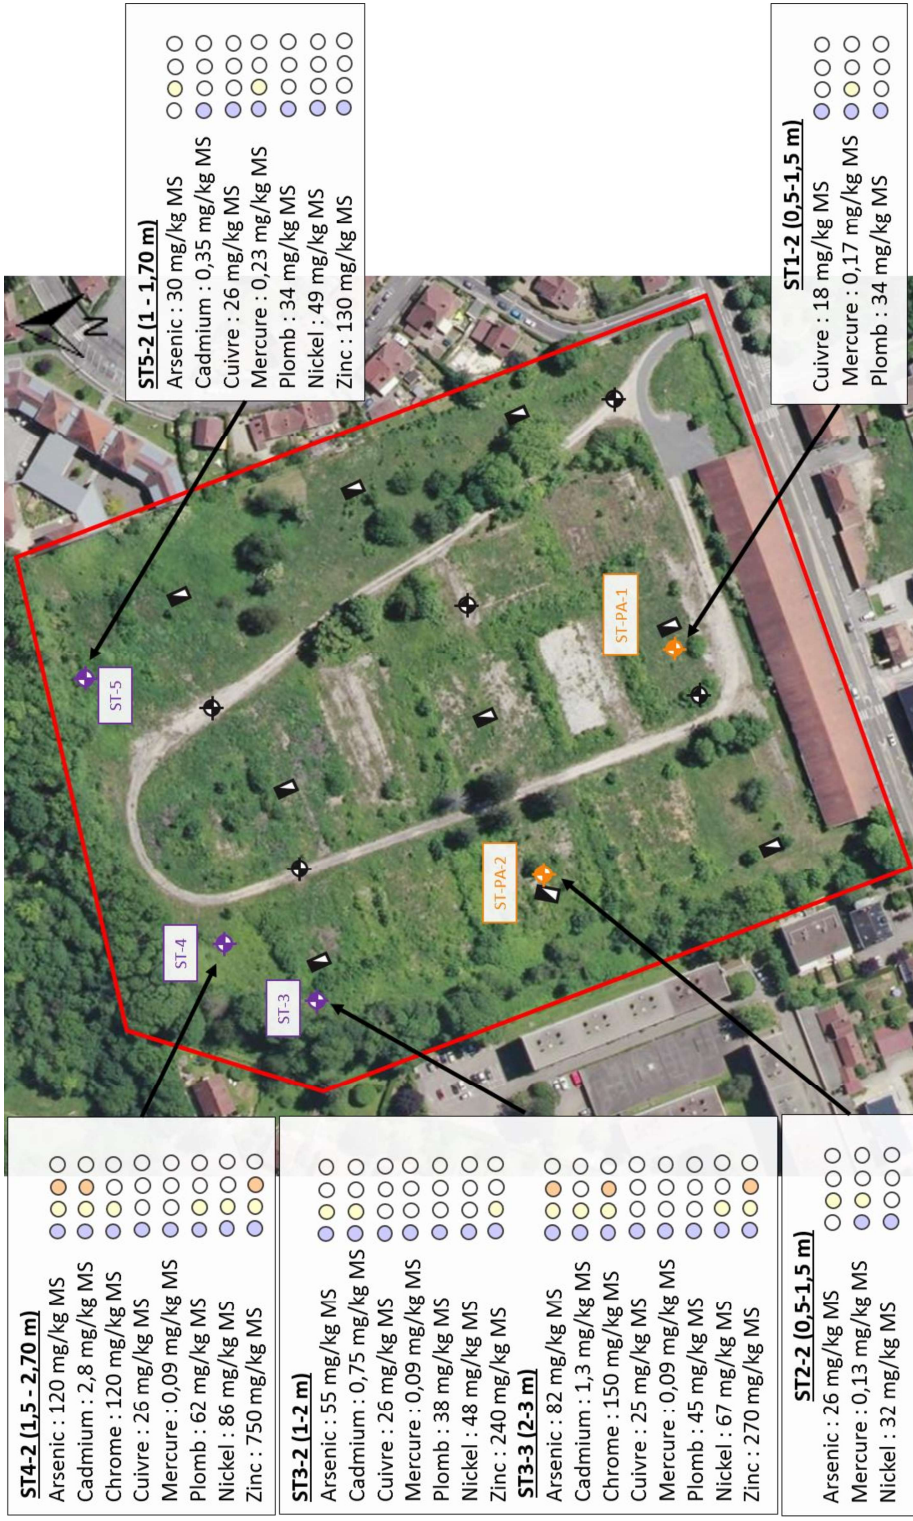 ST4-2 (1,5 - 2,70 m)
Arsenic : 120 mg/kg MS
Cadmium : 2,8 mg/kg MS
Chrome : 120 mg/kg MS
Cuivre : 26 mg/kg MS
Mercure : 0,09 mg/kg MS
Plomb : 62 mg/kg MS
Nickel : 86 mg/kg MS
Zinc : 750 mg/kg MS
ST3-2 (1-2 m)
Arsenic : 55 mg/kg MS
Cadmium : 0,75 mg/kg MS
Cuivre : 26 mg/kg MS
Mercure : 0,09 mg/kg MS
Plomb : 38 mg/kg MS
Nickel : 48 mg/kg MS
Zinc : 240 mg/kg MS
ST3-3 (2-3 m)
Arsenic : 82 mg/kg MS
Cadmium : 1,3 mg/kg MS
Chrome : 150 mg/kg MS
Cuivre : 25 mg/kg MS
Mercure : 0,09 mg/kg MS
Plomb : 45 mg/kg MS
Nickel : 67 mg/kg MS
Zinc : 270 mg/kg MS
ST2-2 (0,5-1,5 m)
Arsenic : 26 mg/kg MS
Mercure : 0,13 mg/kg MS
Nickel : 32 mg/kg MS
ST-4
ST-3
ST-PA-2
ST-5
ST-PA-1
N
ST5-2 (1 - 1,70 m)
Arsenic : 30 mg/kg MS
Cadmium : 0,35 mg/kg MS
Cuivre : 26 mg/kg MS
Mercure : 0,23 mg/kg MS
Plomb : 34 mg/kg MS
Nickel : 49 mg/kg MS
Zinc : 130 mg/kg MS
ST1-2 (0,5-1,5 m)
Cuivre : 18 mg/kg MS
Mercure : 0,17 mg/kg MS
Plomb : 34 mg/kg MS